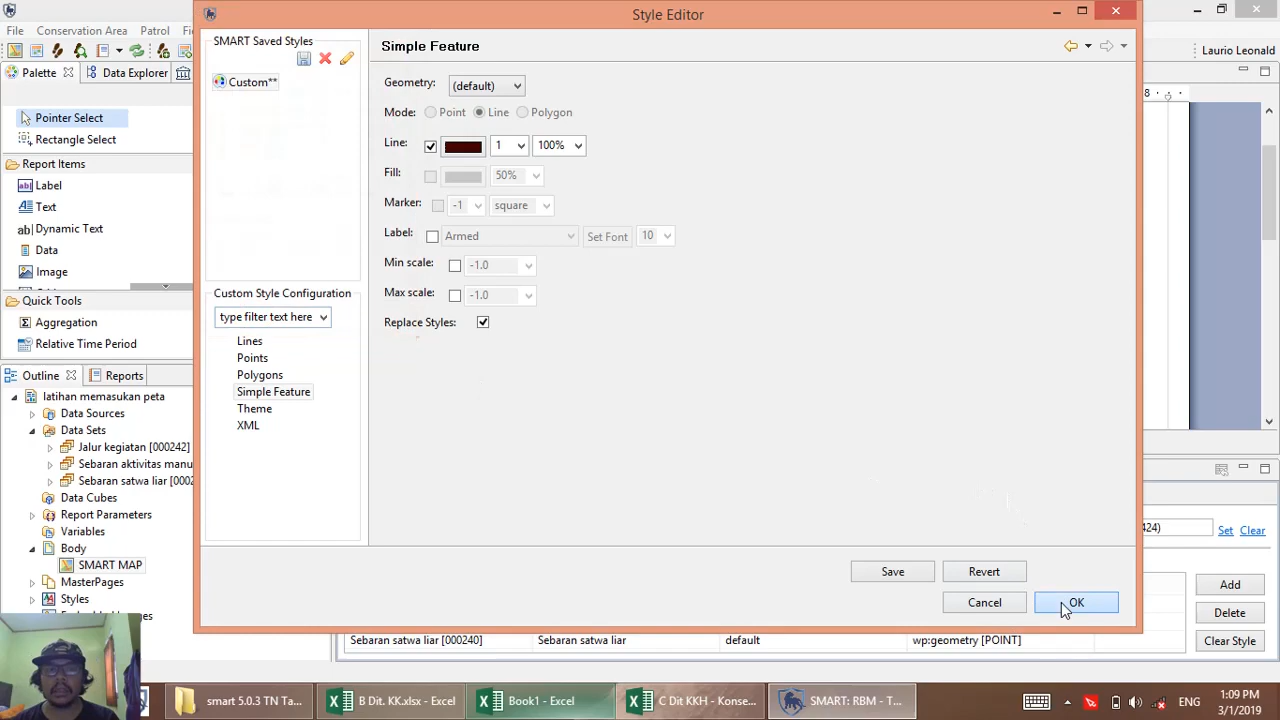 Style Editor
File Conservation Area Patrol
Laurio Leonald
Palette Data Explorer
Pointer Select
Rectangle Select
Report Items
Label
Text
Dynamic Text
Data
Image
Quick Tools
Aggregation
Relative Time Period
Outline Reports
latihan memasukan peta
Data Sources
Data Sets
Jalur kegiatan [000242]
Sebaran aktivitas manu
Sebaran satwa liar [0002
Data Cubes
Report Parameters
Variables
Body
SMART MAP
MasterPages
Styles
SMART Saved Styles
Custom**
Custom Style Configuration
type filter text here
Lines
Points
Polygons
Simple Feature
Theme
XML
Simple Feature
Geometry: (default)
Mode: Point Line Polygon
Line: 1 100%
Fill: 50%
Marker: -1 square
Label: Armed Set Font 10
Min scale: -1.0
Max scale: -1.0
Replace Styles:
Save Revert
Cancel OK
8
424) Set Clear
Add
Delete
Clear Style
Sebaran satwa liar [000240] Sebaran satwa liar default wp:geometry [POINT]
smart 5.0.3 TN Ta...
B Dit. KK.xlsx - Excel
Book1 - Excel
C Dit KKH - Konse...
SMART: RBM - T...
ENG
1:09 PM
3/1/2019